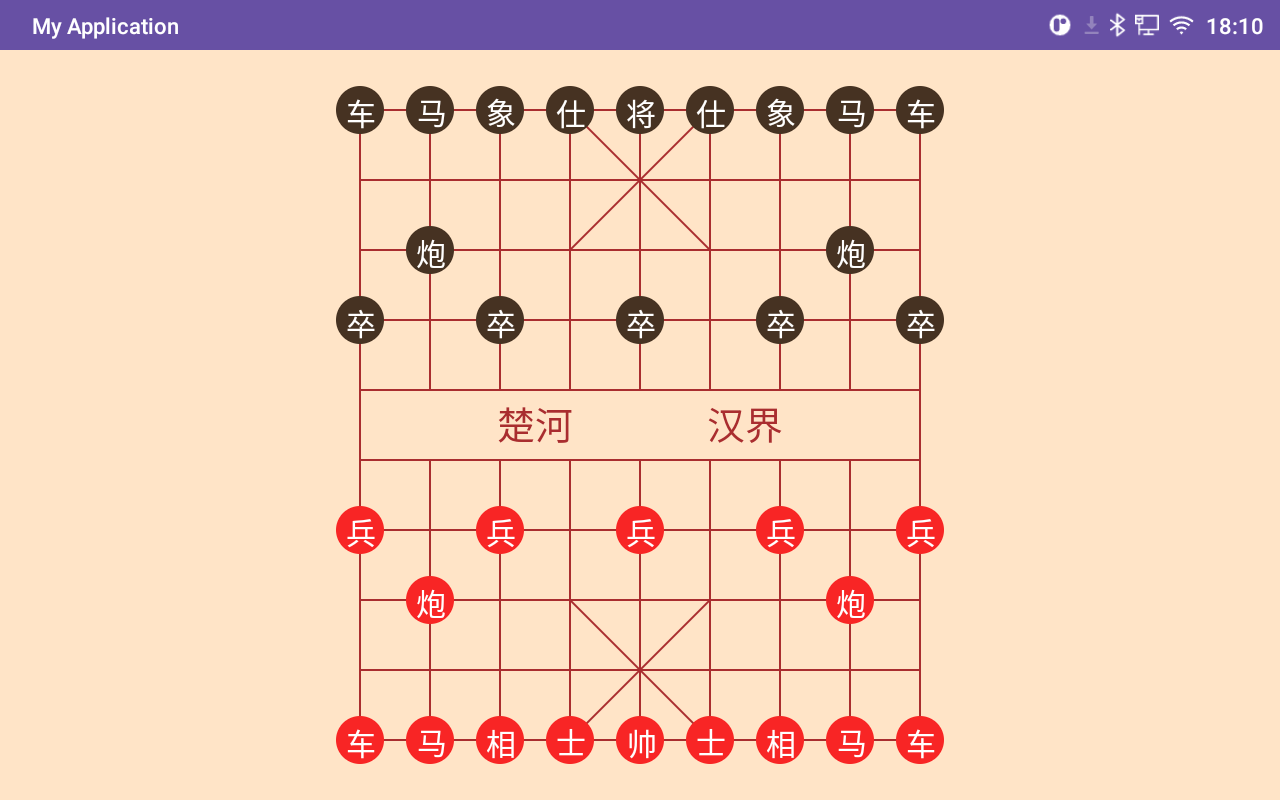 My Application 18:10
车 马 象 仕 将 仕 象 马 车
炮 炮
卒 卒 卒 卒 卒
楚河 汉界
兵 兵 兵 兵 兵
炮 炮
车 马 相 士 帅 士 相 马 车